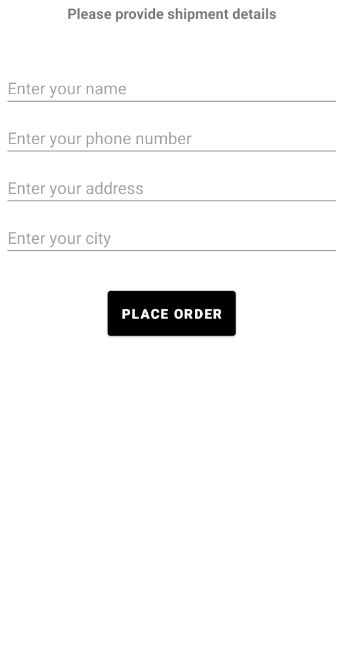 Please provide shipment details
Enter your name
Enter your phone number
Enter your address
Enter your city
PLACE ORDER